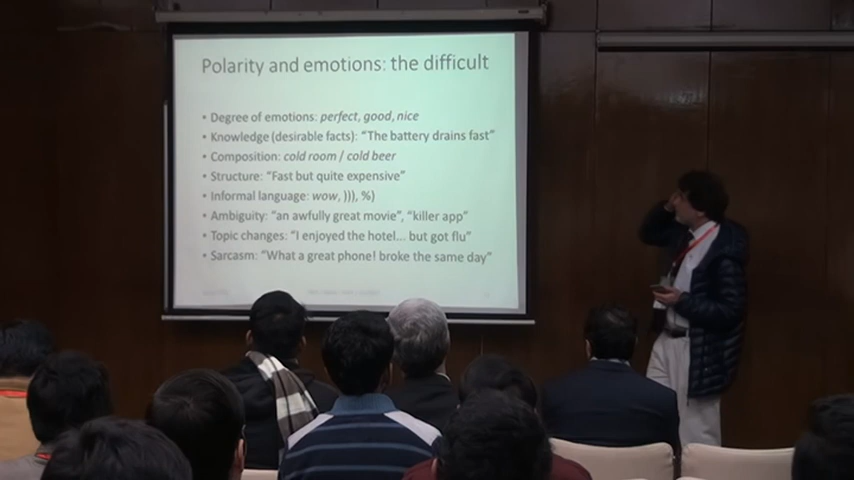 Polarity and emotions: the difficult
• Degree of emotions: perfect, good, nice
• Knowledge (desirable facts): "The battery drains fast"
• Composition: cold room / cold beer
• Structure: "Fast but quite expensive"
• Informal language: wow, ))), %)
• Ambiguity: "an awfully great movie", "killer app"
• Topic changes: "I enjoyed the hotel... but got flu"
• Sarcasm: "What a great phone! broke the same day"